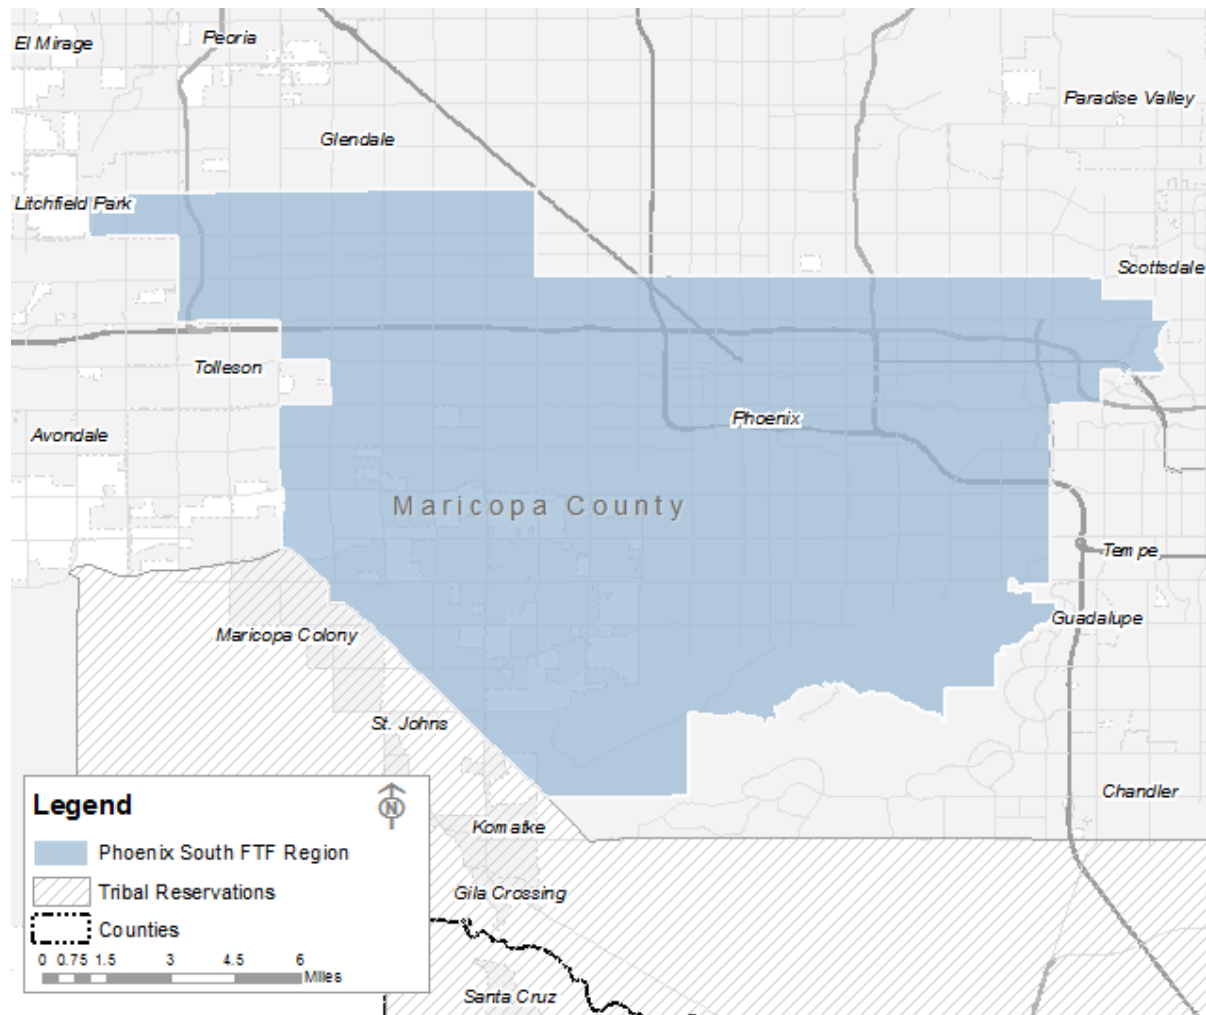 El Mirage
Peoria
Paradise Valley
Glendale
Litchfield Park
Scottsdale
Tolleson
Phoenix
Avondale
Maricopa County
Tempe
Guadalupe
Maricopa Colony
St. Johns
Chandler
Komatke
Gila Crossing
Santa Cruz
Legend
N
Phoenix South FTF Region
Tribal Reservations
Counties
0 0.75 1.5 3 4.5 6
Miles